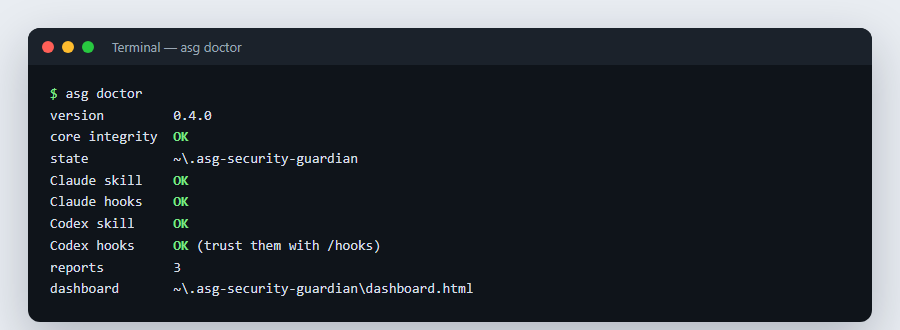 Terminal — asg doctor
$ asg doctor
version 0.4.0
core integrity OK
state ~\.asg-security-guardian
Claude skill OK
Claude hooks OK
Codex skill OK
Codex hooks OK (trust them with /hooks)
reports 3
dashboard ~\.asg-security-guardian\dashboard.html